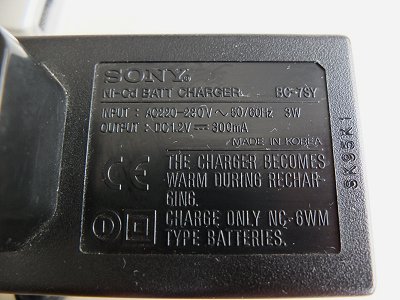 SONY®
Ni-Cd BATT CHARGER BC-7SY
INPUT : AC220-230V ~ 50/60Hz 3W
OUTPUT : DC1.2V ⎓ 600mA
MADE IN KOREA
CE
THE CHARGER BECOMES
WARM DURING RECHAR-
GING.
CHARGE ONLY NC-6WM
TYPE BATTERIES.
SK95K1